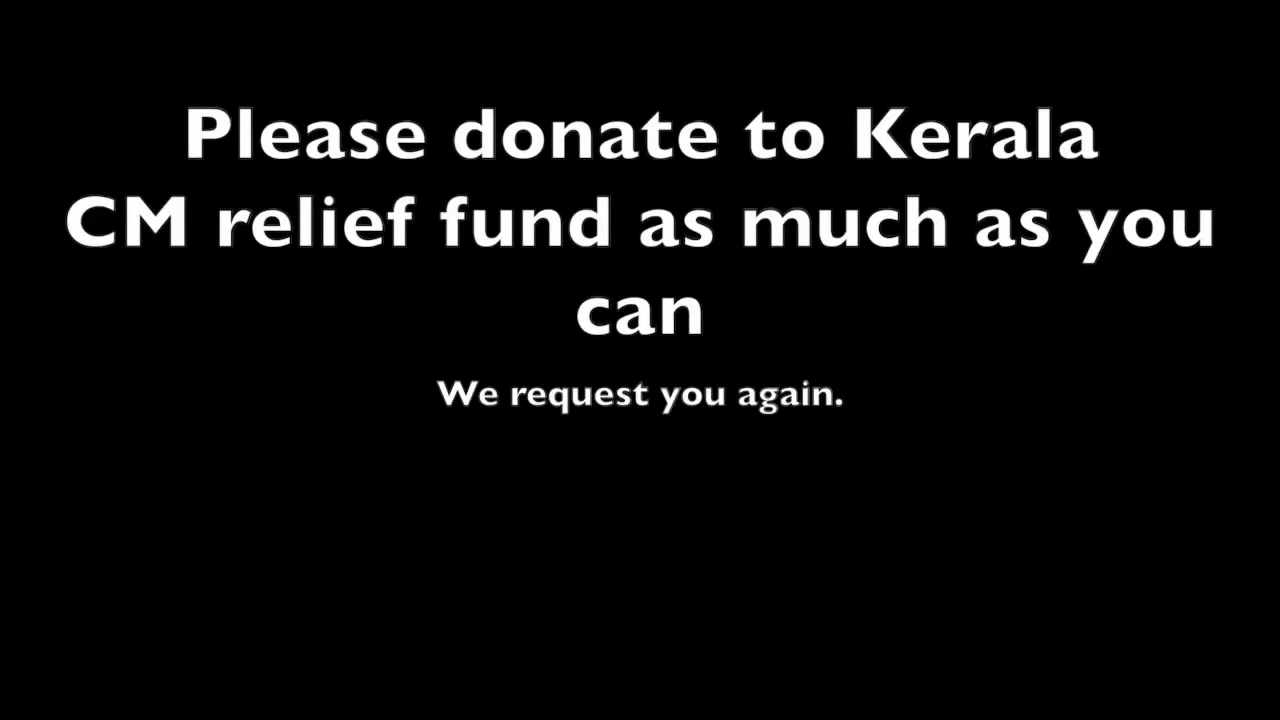 Please donate to Kerala
CM relief fund as much as you
can
We request you again.